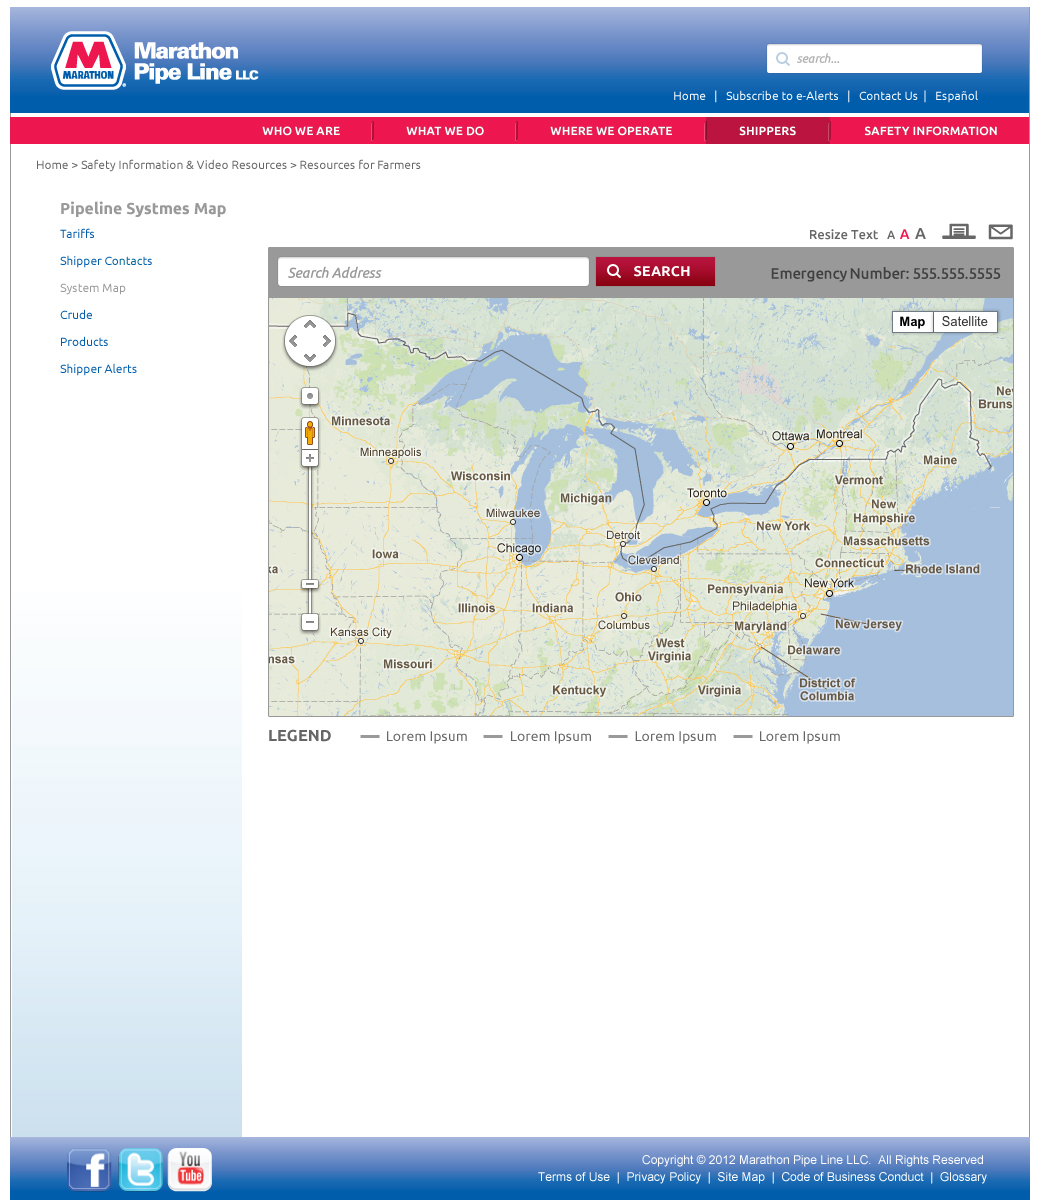 Marathon
Pipe Line LLC
MARATHON
search...
Home | Subscribe to e-Alerts | Contact Us | Español
WHO WE ARE WHAT WE DO WHERE WE OPERATE SHIPPERS SAFETY INFORMATION
Home > Safety Information & Video Resources > Resources for Farmers
Pipeline Systmes Map
Tariffs
Shipper Contacts
System Map
Crude
Products
Shipper Alerts
Resize Text A A A
Search Address SEARCH Emergency Number: 555.555.5555
Map Satellite
Ne
Bruns
Minnesota
Ottawa Montreal
Minneapolis
Maine
Wisconsin
Vermont
Michigan
Toronto
New
Hampshire
Milwaukee
New York
Detroit
Massachusetts
Chicago
Iowa
Cleveland
Connecticut
ka
Rhode Island
New York
Pennsylvania
Ohio
Illinois
Indiana
Philadelphia
Columbus
New Jersey
Maryland
Kansas City
West
Virginia
Delaware
nsas
Missouri
District of
Columbia
Kentucky
Virginia
LEGEND Lorem Ipsum Lorem Ipsum Lorem Ipsum Lorem Ipsum
f
t
You
Tube
Copyright © 2012 Marathon Pipe Line LLC. All Rights Reserved
Terms of Use | Privacy Policy | Site Map | Code of Business Conduct | Glossary